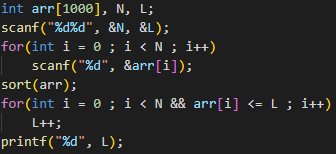 int arr[1000], N, L;
scanf("%d%d", &N, &L);
for(int i = 0 ; i < N ; i++)
    scanf("%d", &arr[i]);
sort(arr);
for(int i = 0 ; i < N && arr[i] <= L ; i++)
    L++;
printf("%d", L);